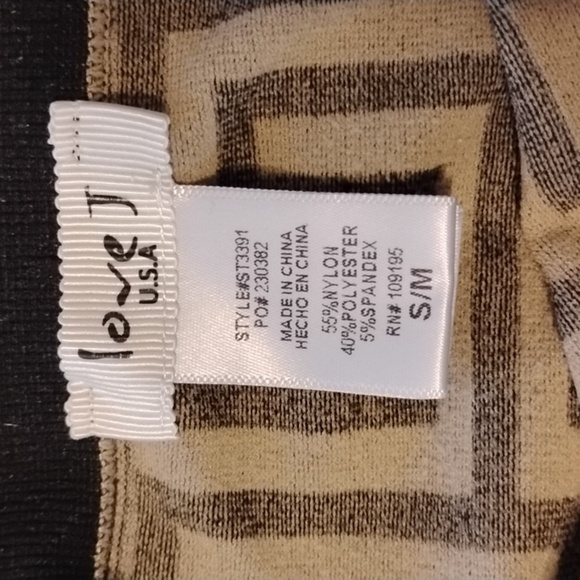 love J
U.S.A
STYLE#ST3391
PO# 230382
MADE IN CHINA
HECHO EN CHINA
55%NYLON
40%POLYESTER
5%SPANDEX
RN# 109195
S/M